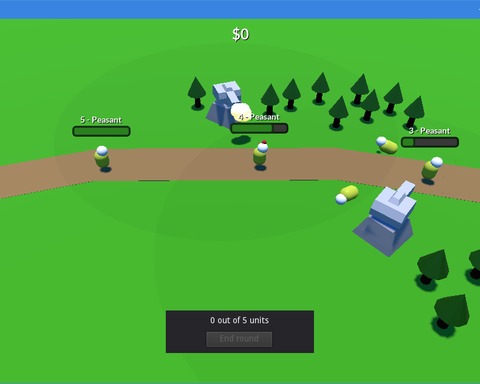 $0
5 - Peasant
4 - Peasant
3 - Peasant
0 out of 5 units
End round